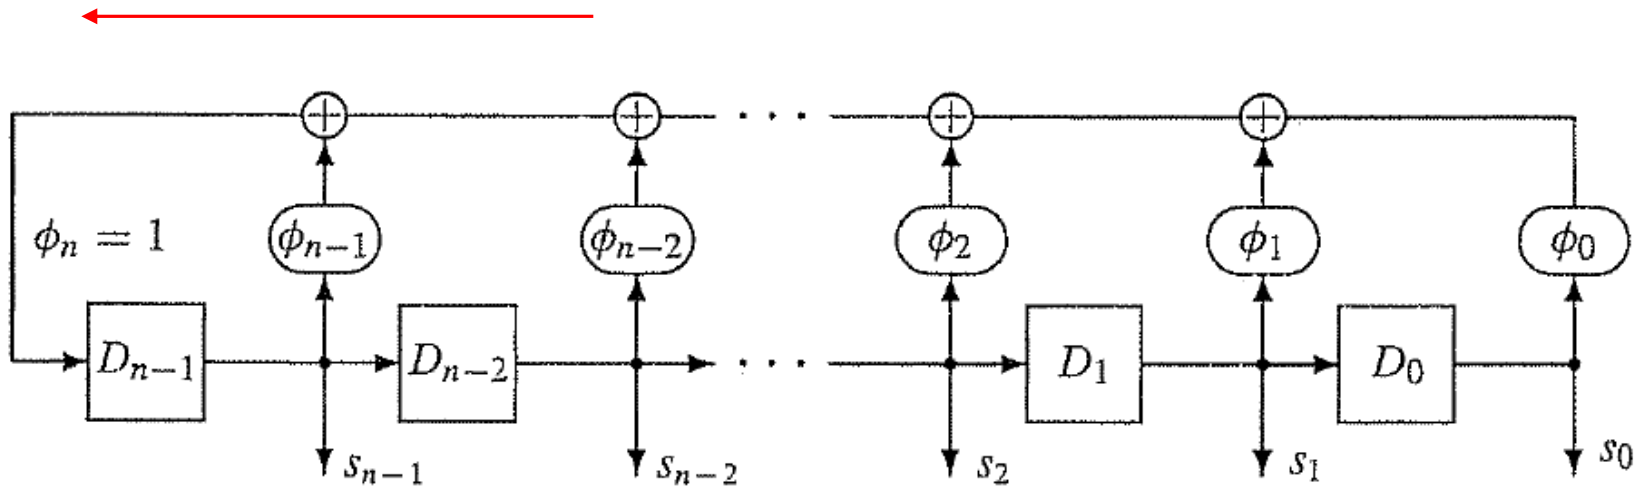 + + · · · + +
ϕₙ = 1 ϕₙ₋₁ ϕₙ₋₂ ϕ₂ ϕ₁ ϕ₀
Dₙ₋₁ Dₙ₋₂ · · · D₁ D₀
sₙ₋₁ sₙ₋₂ s₂ s₁ s₀